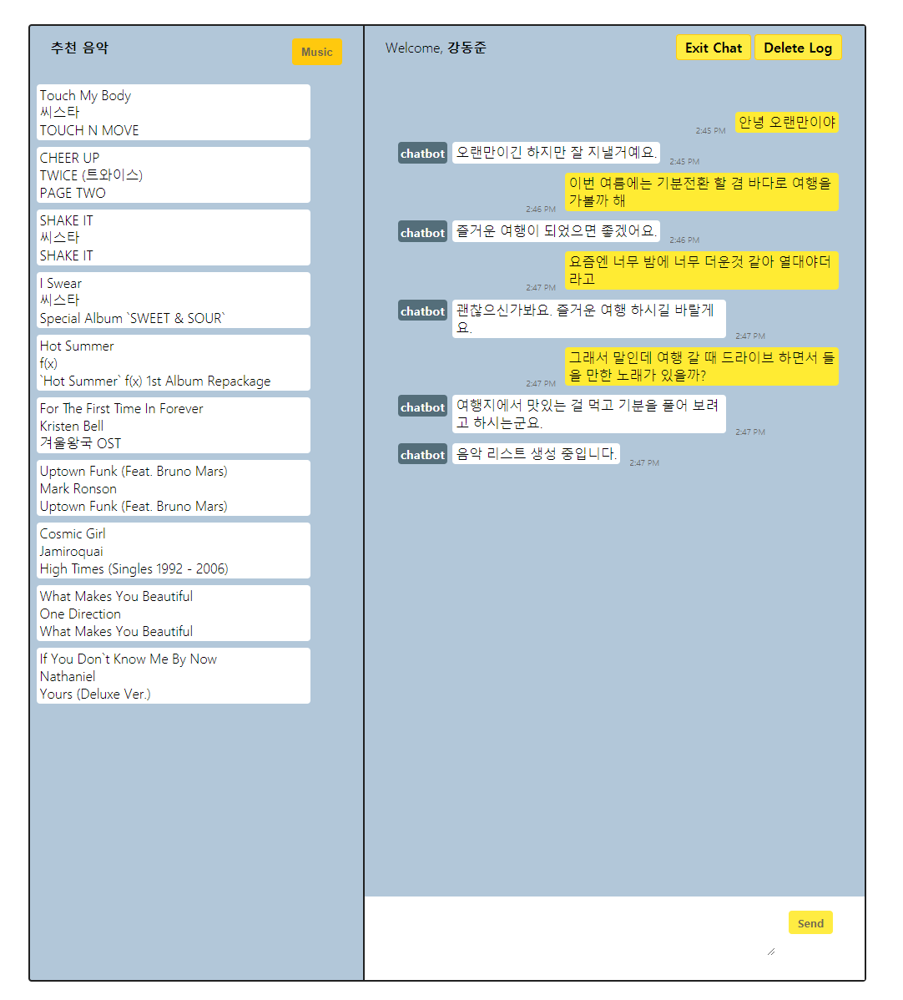 추천 음악
Music
Touch My Body
씨스타
TOUCH N MOVE
CHEER UP
TWICE (트와이스)
PAGE TWO
SHAKE IT
씨스타
SHAKE IT
I Swear
씨스타
Special Album `SWEET & SOUR`
Hot Summer
f(x)
`Hot Summer` f(x) 1st Album Repackage
For The First Time In Forever
Kristen Bell
겨울왕국 OST
Uptown Funk (Feat. Bruno Mars)
Mark Ronson
Uptown Funk (Feat. Bruno Mars)
Cosmic Girl
Jamiroquai
High Times (Singles 1992 - 2006)
What Makes You Beautiful
One Direction
What Makes You Beautiful
If You Don`t Know Me By Now
Nathaniel
Yours (Deluxe Ver.)
Welcome, 강동준
Exit Chat
Delete Log
2:45 PM 안녕 오랜만이야
chatbot 오랜만이긴 하지만 잘 지낼거예요. 2:45 PM
이번 여름에는 기분전환 할 겸 바다로 여행을
2:46 PM 가볼까 해
chatbot 즐거운 여행이 되었으면 좋겠어요. 2:46 PM
요즘엔 너무 밤에 너무 더운것 같아 열대야더
2:47 PM 라고
chatbot 괜찮으신가봐요. 즐거운 여행 하시길 바랄게
요. 2:47 PM
그래서 말인데 여행 갈 때 드라이브 하면서 들
2:47 PM 을 만한 노래가 있을까?
chatbot 여행지에서 맛있는 걸 먹고 기분을 풀어 보려
고 하시는군요. 2:47 PM
chatbot 음악 리스트 생성 중입니다. 2:47 PM
Send